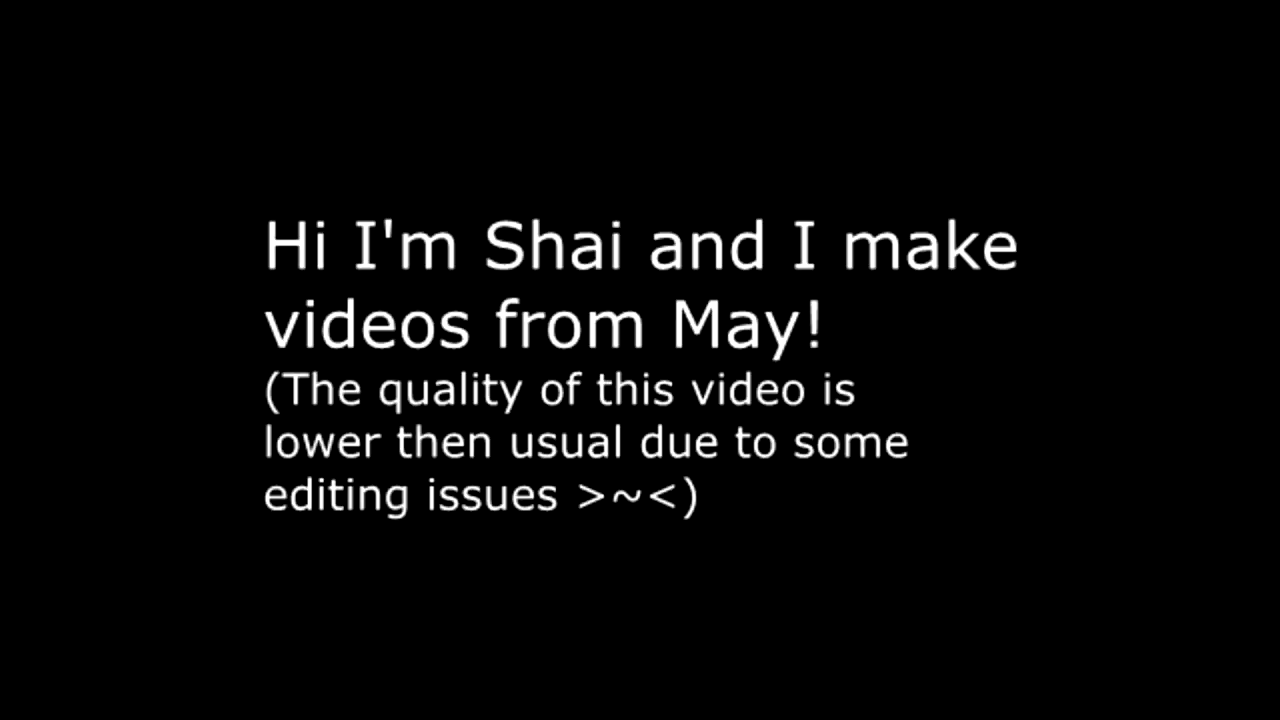 Hi I'm Shai and I make
videos from May!
(The quality of this video is
lower then usual due to some
editing issues >~<)